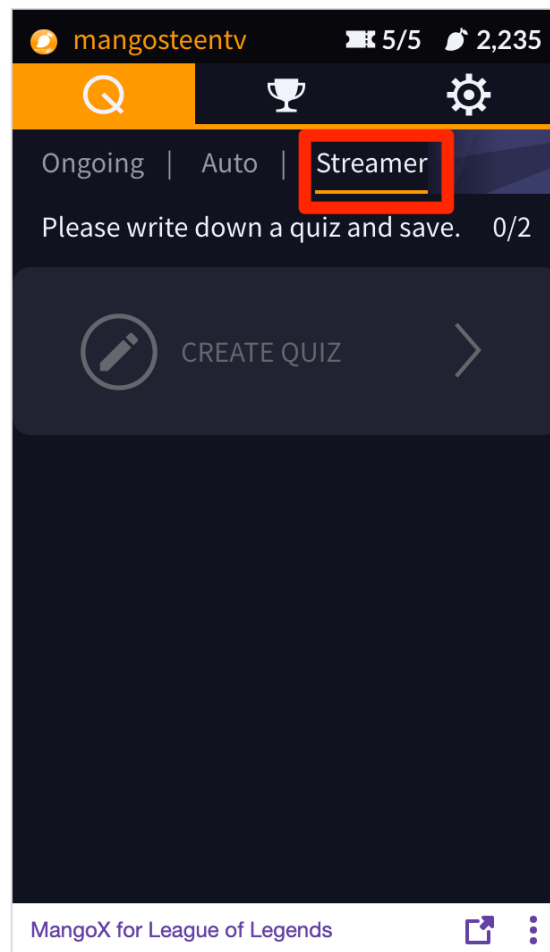 mangosteentv 5/5 2,235
Ongoing | Auto | Streamer
Please write down a quiz and save. 0/2
CREATE QUIZ
MangoX for League of Legends